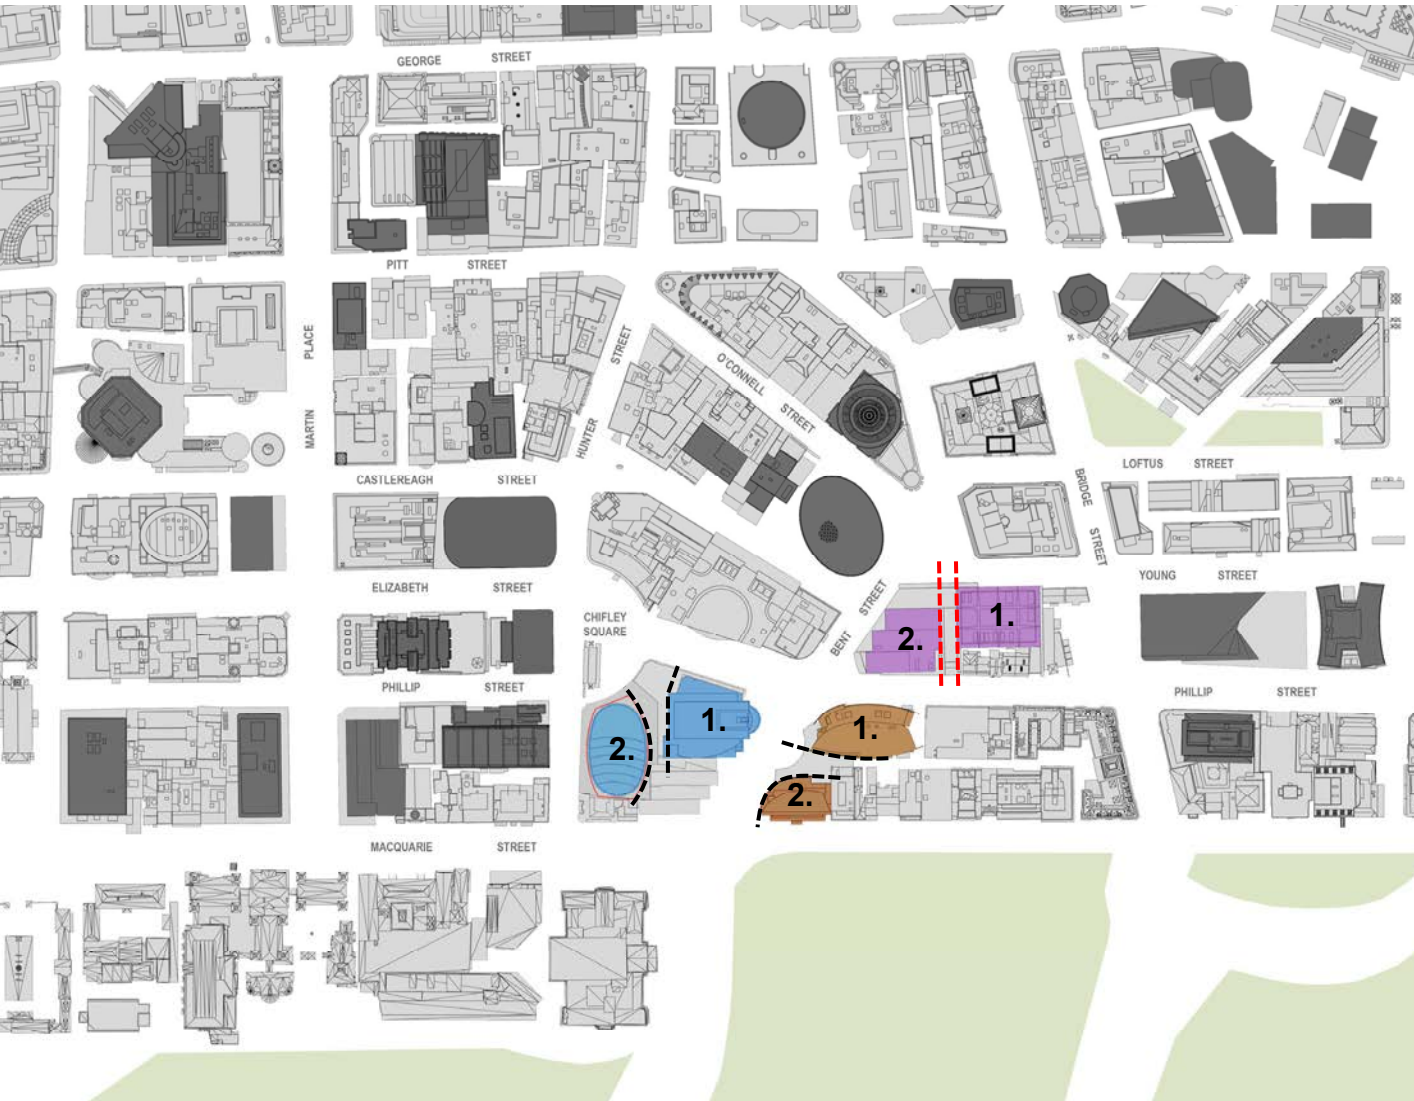 GEORGE STREET
PITT STREET
MARTIN PLACE
HUNTER STREET
O'CONNELL STREET
CASTLEREAGH STREET
LOFTUS STREET
BRIDGE STREET
ELIZABETH STREET
YOUNG STREET
BENT STREET
CHIFLEY
SQUARE
1.
2.
PHILLIP STREET
PHILLIP STREET
1.
2.
1.
2.
MACQUARIE STREET